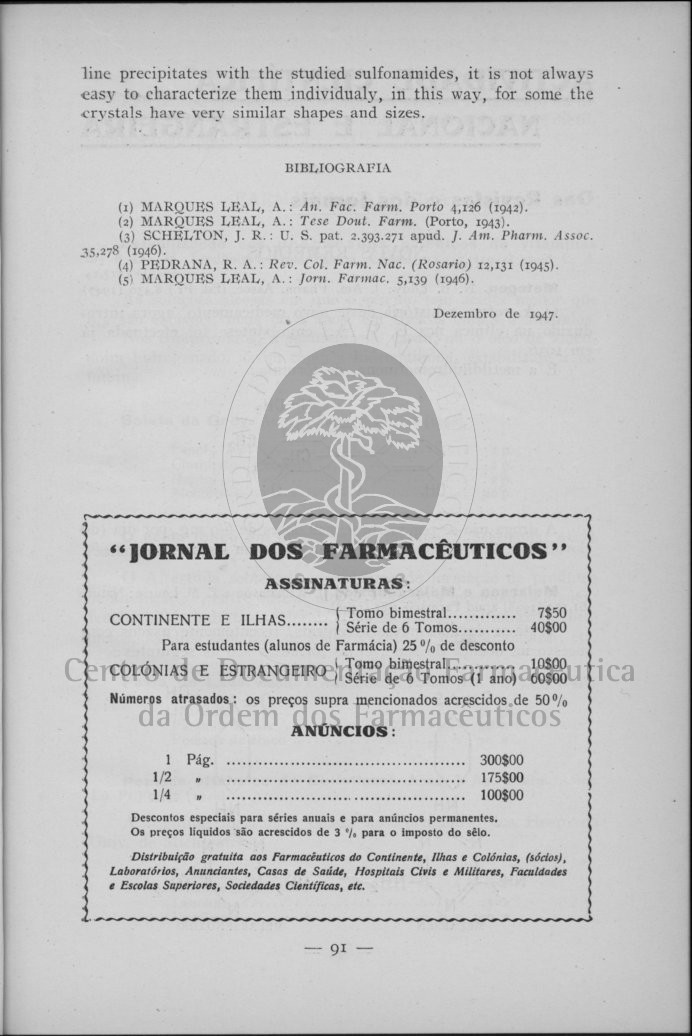 line precipitates with the studied sulfonamides, it is not always
easy to characterize them individualy, in this way, for some the
crystals have very similar shapes and sizes.
BIBLIOGRAFIA
(1) MARQUES LEAL, A.: An. Fac. Farm. Porto 4,126 (1942).
(2) MARQUES LEAL, A.: Tese Dout. Farm. (Porto, 1943).
(3) SCHELTON, J. R.: U. S. pat. 2.393.271 apud. J. Am. Pharm. Assoc.
35,278 (1946).
(4) PEDRANA, R. A.: Rev. Col. Farm. Nac. (Rosario) 12,131 (1945).
(5) MARQUES LEAL, A.: Jorn. Farmac. 5,139 (1946).
Dezembro de 1947.
"JORNAL DOS FARMACÊUTICOS"
ASSINATURAS:
CONTINENTE E ILHAS........ { Tomo bimestral............. 7$50
Série de 6 Tomos........... 40$00
Para estudantes (alunos de Farmácia) 25 % de desconto
COLÓNIAS E ESTRANGEIRO { Tomo bimestral............. 10$00
Série de 6 Tomos (1 ano) 60$00
Centro de Documentação Farmacêutica
Números atrasados: os preços supra mencionados acrescidos de 50%
da Ordem dos Farmacêuticos
ANÚNCIOS:
1 Pág. ............................................. 300$00
1/2 " ............................................. 175$00
1/4 " ............................................. 100$00
Descontos especiais para séries anuais e para anúncios permanentes.
Os preços líquidos são acrescidos de 3 % para o imposto do sêlo.
Distribuïção gratuita aos Farmacêuticos do Continente, Ilhas e Colónias, (sócios),
Laboratórios, Anunciantes, Casas de Saúde, Hospitais Civis e Militares, Faculdades
e Escolas Superiores, Sociedades Científicas, etc.
— 91 —